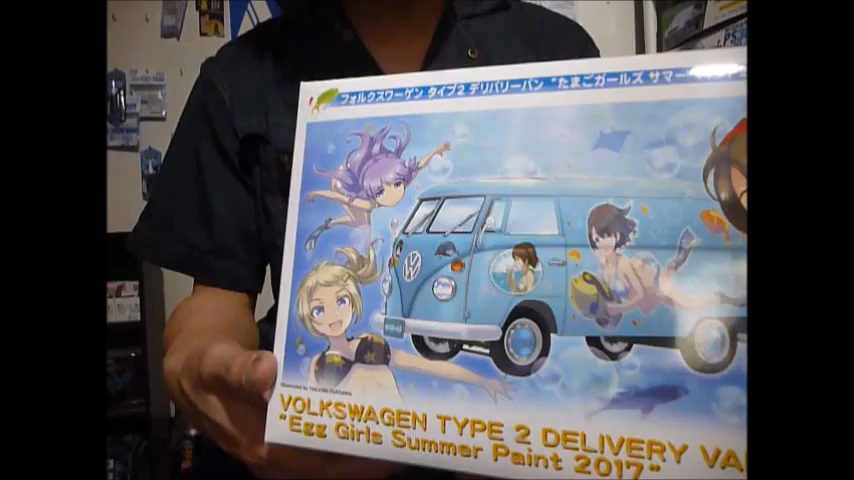 フォルクスワーゲン タイプ2 デリバリーバン "たまごガールズ サマー
VOLKSWAGEN TYPE 2 DELIVERY VA
"Egg Girls Summer Paint 2017"